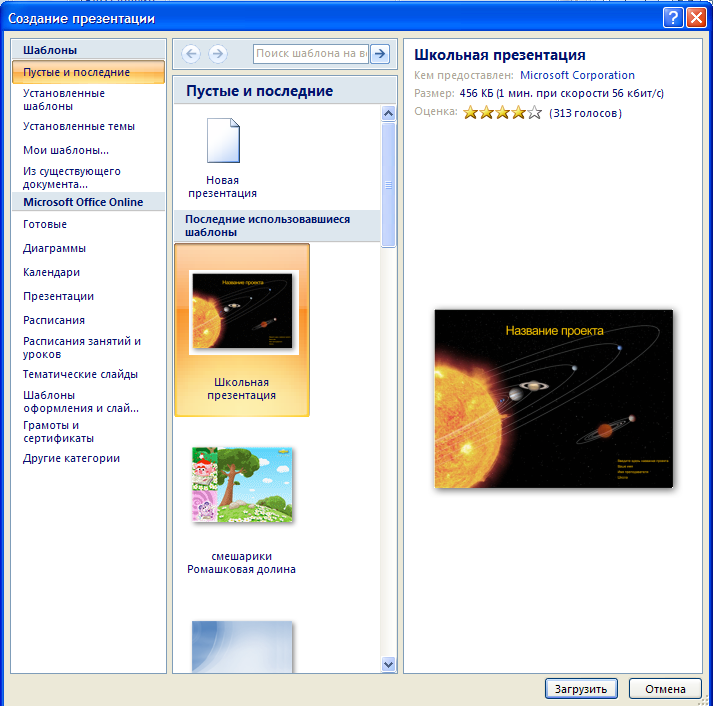 Создание презентации
Шаблоны
Пустые и последние
Установленные
шаблоны
Установленные темы
Мои шаблоны...
Из существующего
документа...
Microsoft Office Online
Готовые
Диаграммы
Календари
Презентации
Расписания
Расписания занятий и
уроков
Тематические слайды
Шаблоны
оформления и слай...
Грамоты и
сертификаты
Другие категории
Поиск шаблона на в
Пустые и последние
Новая
презентация
Последние использовавшиеся
шаблоны
Название проекта
Школьная
презентация
смешарики
Ромашковая долина
Школьная презентация
Кем предоставлен: Microsoft Corporation
Размер: 456 КБ (1 мин. при скорости 56 кбит/с)
Оценка: (313 голосов)
Название проекта
Загрузить
Отмена